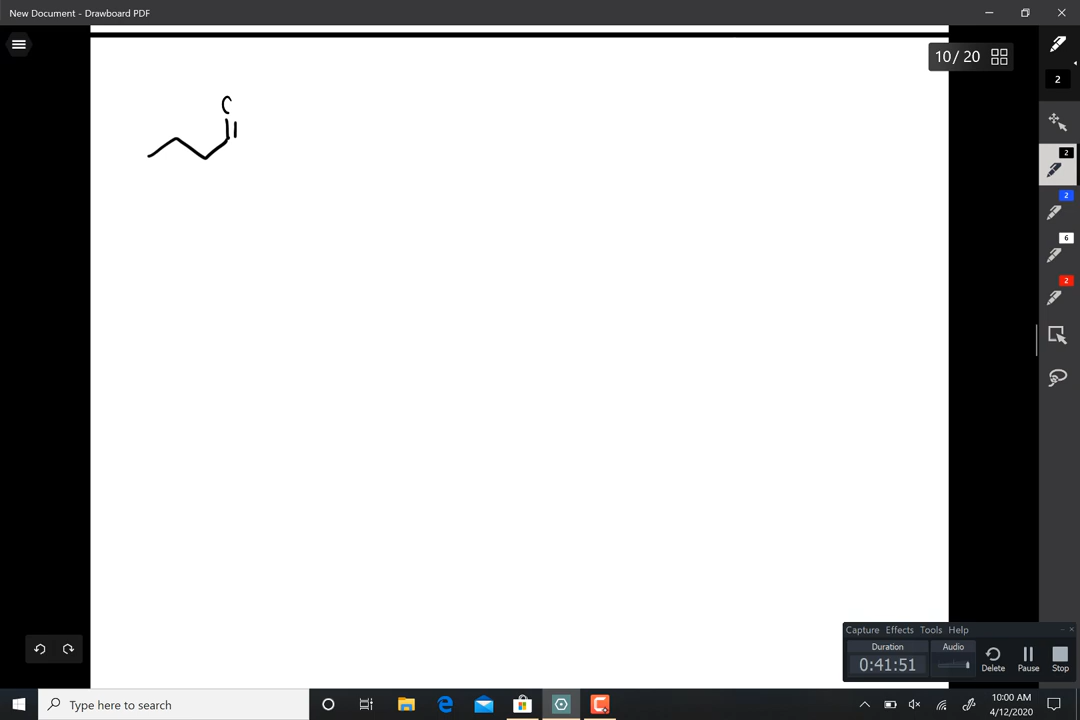 New Document - Drawboard PDF
10/ 20
2
2
2
6
2
Capture Effects Tools Help
Duration Audio
0:41:51 Delete Pause Stop
Type here to search
10:00 AM
4/12/2020